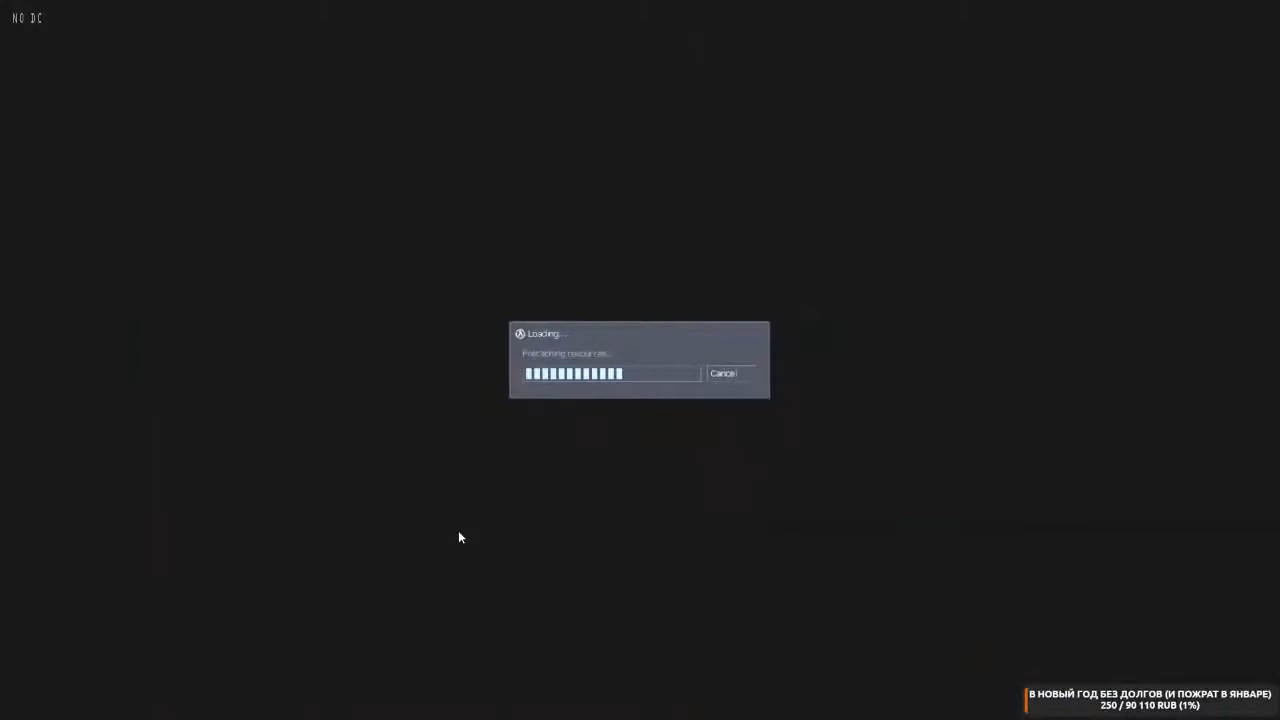 NO DC
Loading...
Precaching resources...
Cancel
В НОВЫЙ ГОД БЕЗ ДОЛГОВ (И ПОЖРАТ В ЯНВАРЕ)
250 / 90 110 RUB (1%)